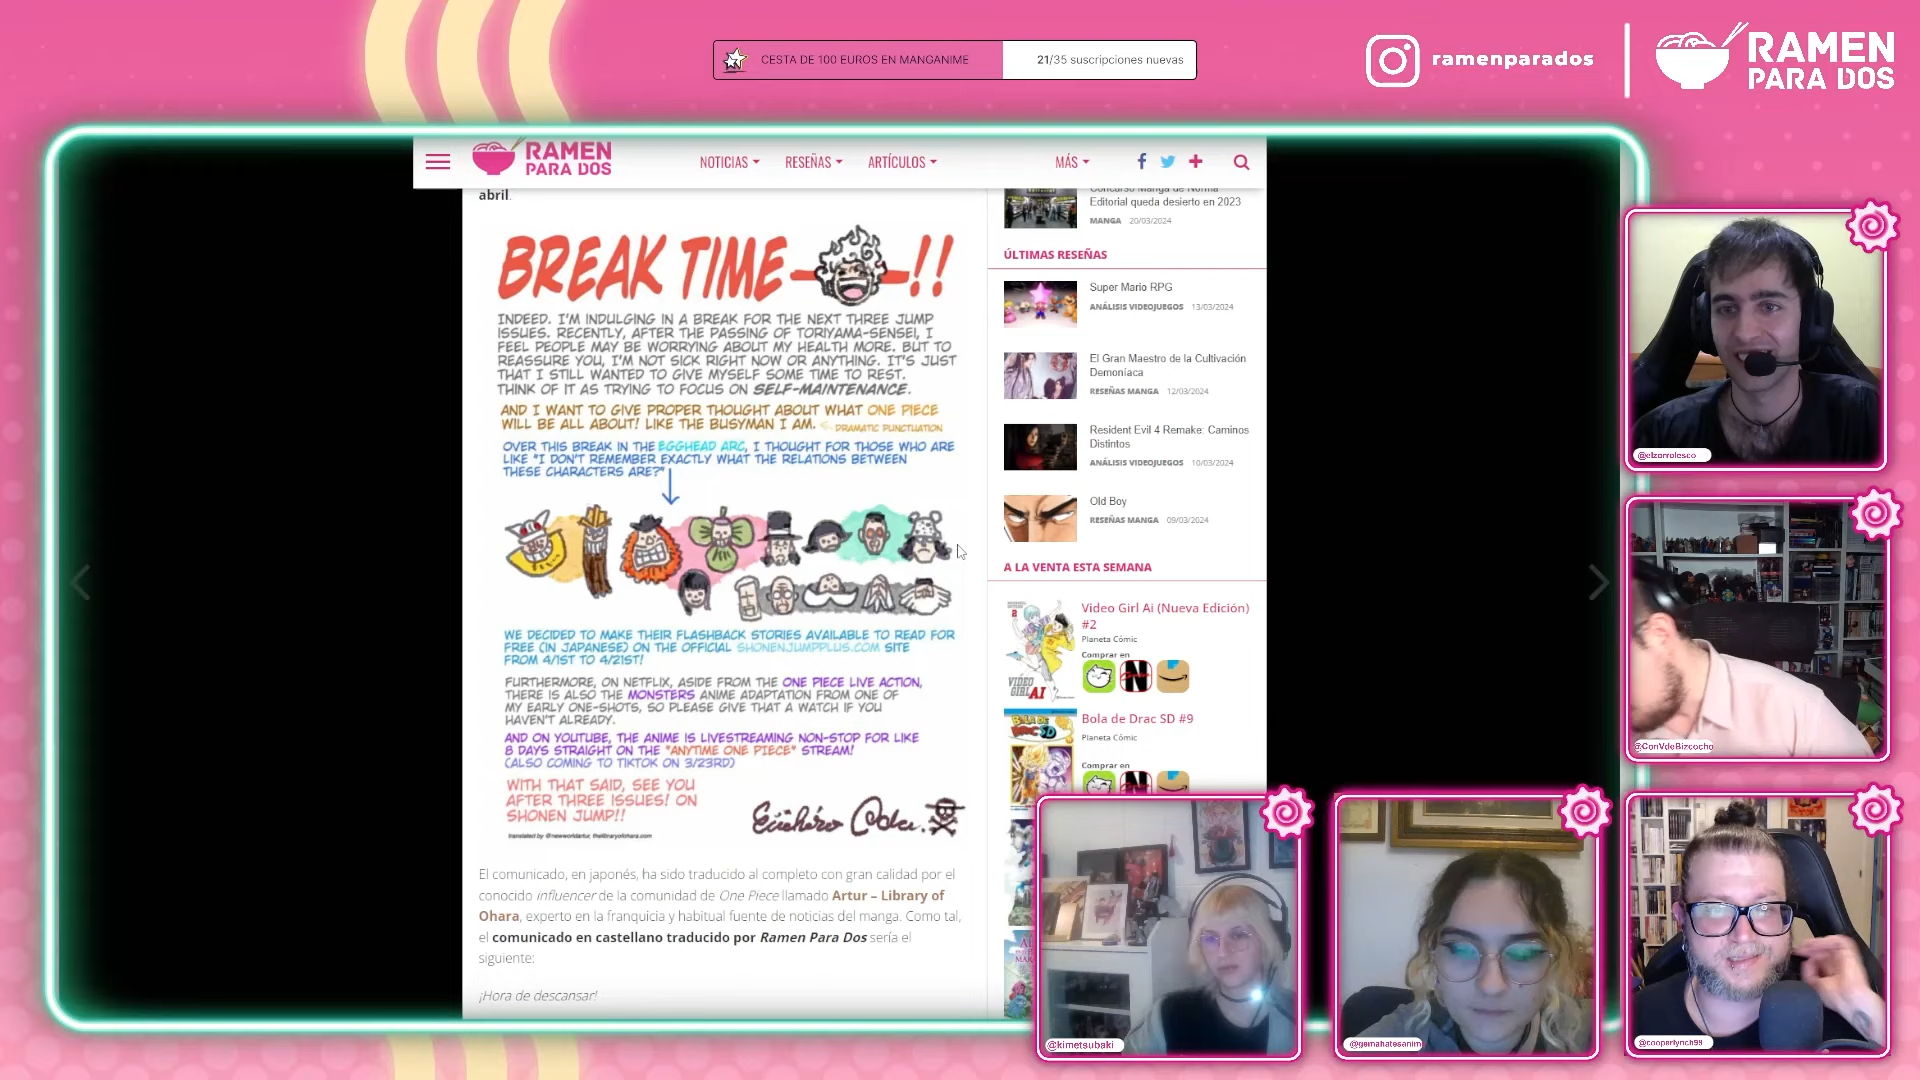 CESTA DE 100 EUROS EN MANGANIME
21/35 suscripciones nuevas
ramenparados
RAMEN
PARA DOS
RAMEN
PARA DOS
NOTICIAS
RESEÑAS
ARTÍCULOS
MÁS
abril.
BREAK TIME !!
INDEED. I'M INDULGING IN A BREAK FOR THE NEXT THREE JUMP
ISSUES. RECENTLY, AFTER THE PASSING OF TORIYAMA-SENSEI, I
FEEL PEOPLE MAY BE WORRYING ABOUT MY HEALTH MORE. BUT TO
REASSURE YOU, I'M NOT SICK RIGHT NOW OR ANYTHING. IT'S JUST
THAT I STILL WANTED TO GIVE MYSELF SOME TIME TO REST.
THINK OF IT AS TRYING TO FOCUS ON SELF-MAINTENANCE.
AND I WANT TO GIVE PROPER THOUGHT ABOUT WHAT ONE PIECE
WILL BE ALL ABOUT! LIKE THE BUSYMAN I AM. ← DRAMATIC PUNCTUATION
OVER THIS BREAK IN THE EGGHEAD ARC, I THOUGHT FOR THOSE WHO ARE
LIKE "I DON'T REMEMBER EXACTLY WHAT THE RELATIONS BETWEEN
THESE CHARACTERS ARE?"
WE DECIDED TO MAKE THEIR FLASHBACK STORIES AVAILABLE TO READ FOR
FREE (IN JAPANESE) ON THE OFFICIAL SHONENJUMPPLUS.COM SITE
FROM 4/1ST TO 4/21ST!
FURTHERMORE, ON NETFLIX, ASIDE FROM THE ONE PIECE LIVE ACTION,
THERE IS ALSO THE MONSTERS ANIME ADAPTATION FROM ONE OF
MY EARLY ONE-SHOTS, SO PLEASE GIVE THAT A WATCH IF YOU
HAVEN'T ALREADY.
AND ON YOUTUBE, THE ANIME IS LIVESTREAMING NON-STOP FOR LIKE
8 DAYS STRAIGHT ON THE "ANYTIME ONE PIECE" STREAM!
(ALSO COMING TO TIKTOK ON 3/23RD)
WITH THAT SAID, SEE YOU
AFTER THREE ISSUES! ON
SHONEN JUMP!!
Eiichiro Oda.
translated by @newworldartur, thelibraryofohara.com
El comunicado, en japonés, ha sido traducido al completo con gran calidad por el
conocido influencer de la comunidad de One Piece llamado Artur – Library of
Ohara, experto en la franquicia y habitual fuente de noticias del manga. Como tal,
el comunicado en castellano traducido por Ramen Para Dos sería el
siguiente:
¡Hora de descansar!
Concurso Manga de Norma
Editorial queda desierto en 2023
MANGA 20/03/2024
ÚLTIMAS RESEÑAS
Super Mario RPG
ANÁLISIS VIDEOJUEGOS 13/03/2024
El Gran Maestro de la Cultivación
Demoníaca
RESEÑAS MANGA 12/03/2024
Resident Evil 4 Remake: Caminos
Distintos
ANÁLISIS VIDEOJUEGOS 10/03/2024
Old Boy
RESEÑAS MANGA 09/03/2024
A LA VENTA ESTA SEMANA
Video Girl Ai (Nueva Edición)
#2
Planeta Cómic
Comprar en
VIDEO
GIRL AI
Bola de Drac SD #9
Planeta Cómic
Comprar en
@elzorrolesco
@ConVdeBizcocho
@kimetsubaki
@gemahatesanim
@cooperlynch99